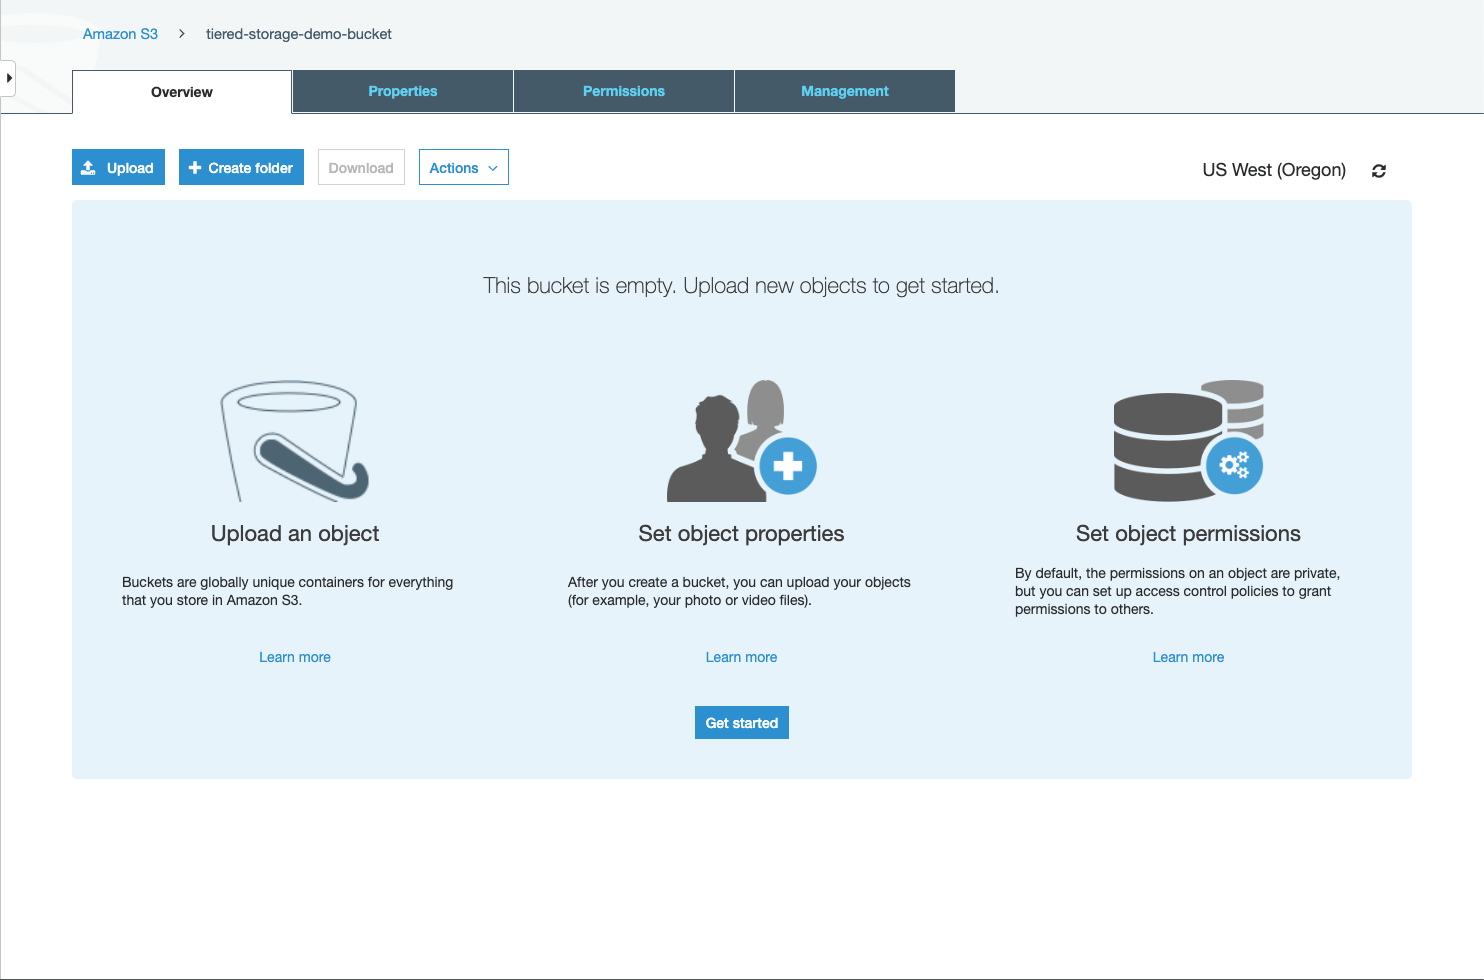 Amazon S3 > tiered-storage-demo-bucket
Overview Properties Permissions Management
Upload Create folder Download Actions US West (Oregon)
This bucket is empty. Upload new objects to get started.
Upload an object
Buckets are globally unique containers for everything
that you store in Amazon S3.
Learn more
Set object properties
After you create a bucket, you can upload your objects
(for example, your photo or video files).
Learn more
Set object permissions
By default, the permissions on an object are private,
but you can set up access control policies to grant
permissions to others.
Learn more
Get started